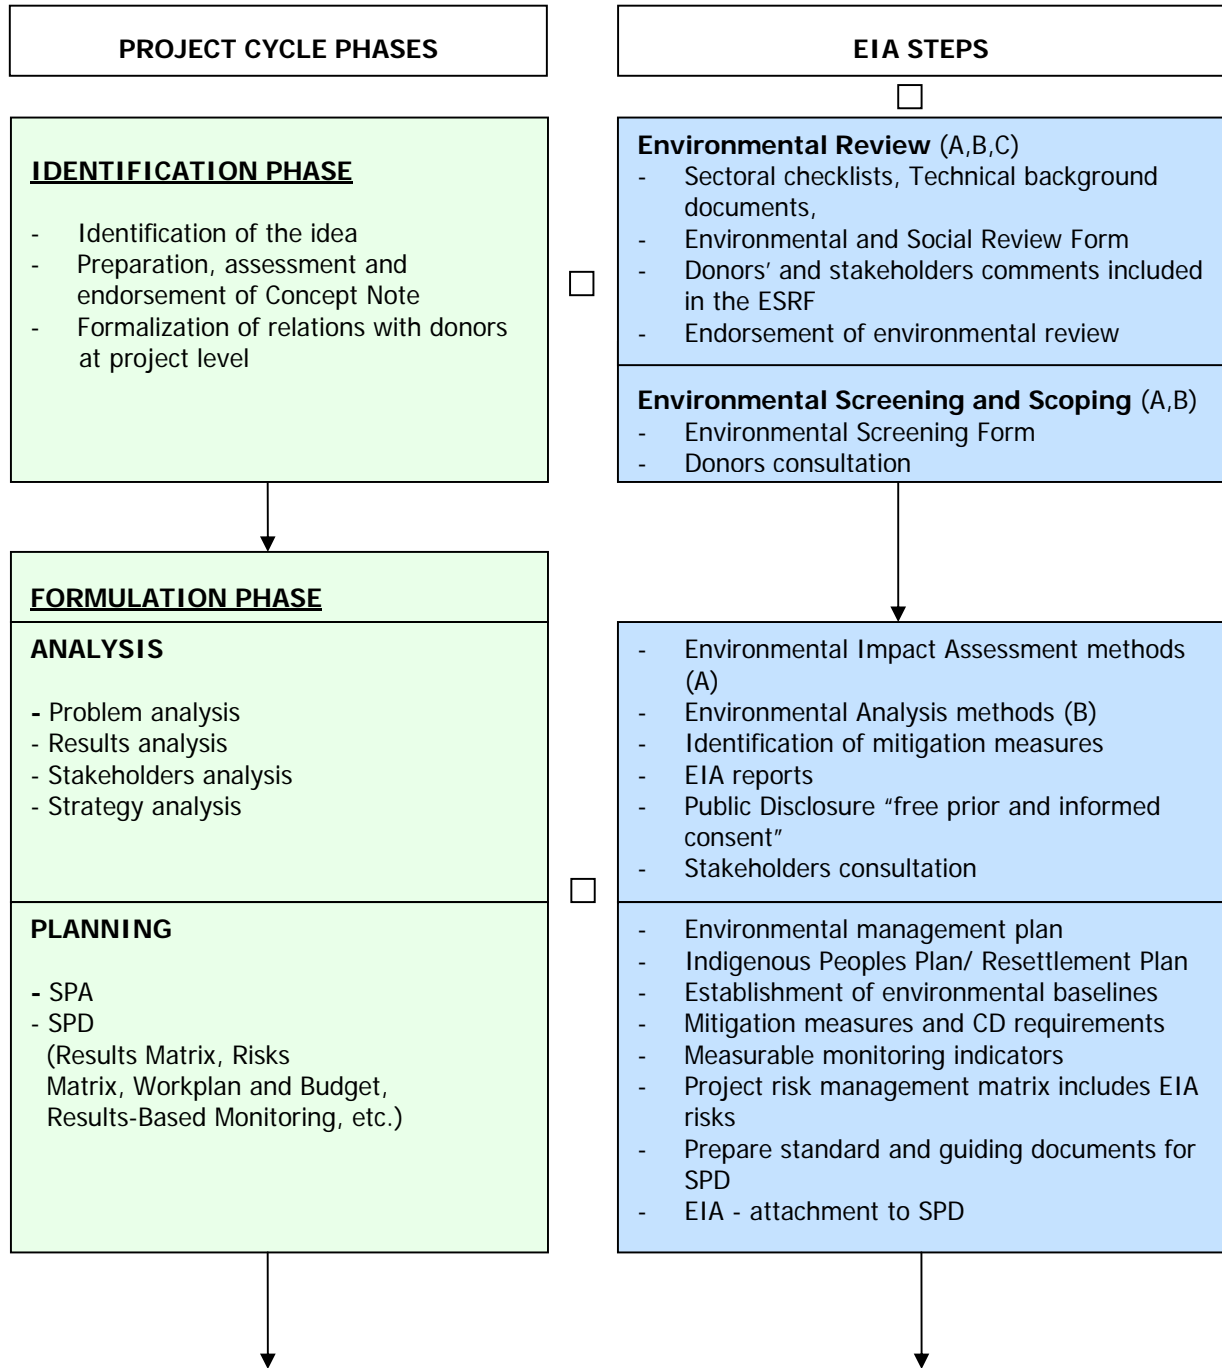 PROJECT CYCLE PHASES
EIA STEPS
IDENTIFICATION PHASE
- Identification of the idea
- Preparation, assessment and
endorsement of Concept Note
- Formalization of relations with donors
at project level
Environmental Review (A,B,C)
- Sectoral checklists, Technical background
documents,
- Environmental and Social Review Form
- Donors’ and stakeholders comments included
in the ESRF
- Endorsement of environmental review
Environmental Screening and Scoping (A,B)
- Environmental Screening Form
- Donors consultation
FORMULATION PHASE
ANALYSIS
- Problem analysis
- Results analysis
- Stakeholders analysis
- Strategy analysis
- Environmental Impact Assessment methods
(A)
- Environmental Analysis methods (B)
- Identification of mitigation measures
- EIA reports
- Public Disclosure “free prior and informed
consent”
- Stakeholders consultation
PLANNING
- SPA
- SPD
(Results Matrix, Risks
Matrix, Workplan and Budget,
Results-Based Monitoring, etc.)
- Environmental management plan
- Indigenous Peoples Plan/ Resettlement Plan
- Establishment of environmental baselines
- Mitigation measures and CD requirements
- Measurable monitoring indicators
- Project risk management matrix includes EIA
risks
- Prepare standard and guiding documents for
SPD
- EIA - attachment to SPD